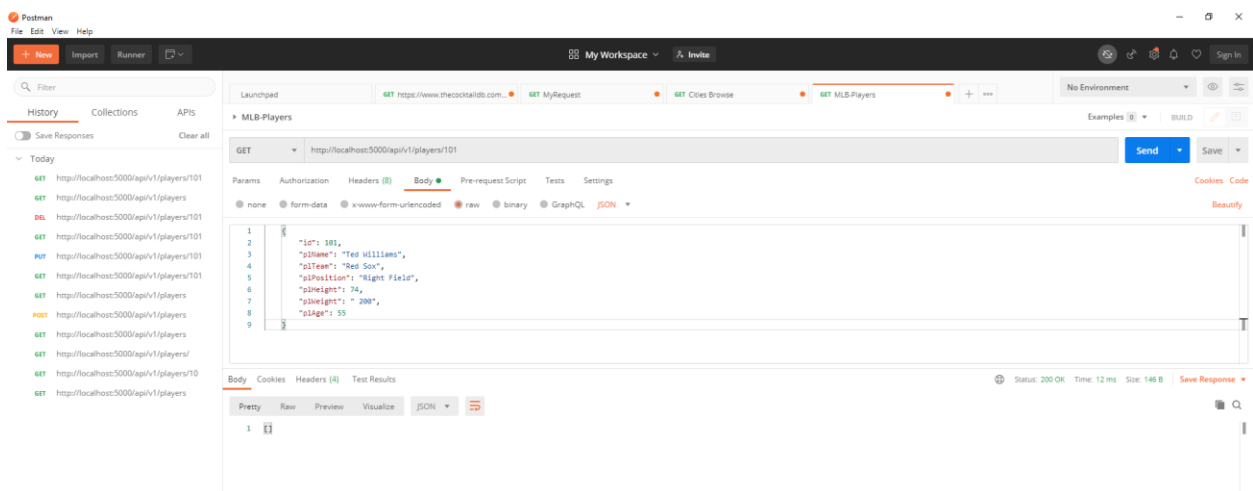 Postman
File Edit View Help
+ New Import Runner My Workspace Invite Sign In
Filter
History Collections APIs
Save Responses Clear all
Today
GET http://localhost:5000/api/v1/players/101
GET http://localhost:5000/api/v1/players
DEL http://localhost:5000/api/v1/players/101
GET http://localhost:5000/api/v1/players/101
PUT http://localhost:5000/api/v1/players/101
GET http://localhost:5000/api/v1/players/101
GET http://localhost:5000/api/v1/players
POST http://localhost:5000/api/v1/players
GET http://localhost:5000/api/v1/players
GET http://localhost:5000/api/v1/players/
GET http://localhost:5000/api/v1/players/10
GET http://localhost:5000/api/v1/players
Launchpad GET https://www.thecocktaildb.com... GET MyRequest GET Cities Browse GET MLB-Players + ... No Environment
MLB-Players Examples 0 BUILD
GET http://localhost:5000/api/v1/players/101 Send Save
Params Authorization Headers (8) Body Pre-request Script Tests Settings Cookies Code
none form-data x-www-form-urlencoded raw binary GraphQL JSON Beautify
1 {
2 "id": 101,
3 "plName": "Ted Williams",
4 "plTeam": "Red Sox",
5 "plPosition": "Right Field",
6 "plHeight": 74,
7 "plWeight": " 200",
8 "plAge": 55
9 }
Body Cookies Headers (4) Test Results Status: 200 OK Time: 12 ms Size: 146 B Save Response
Pretty Raw Preview Visualize JSON
1 []